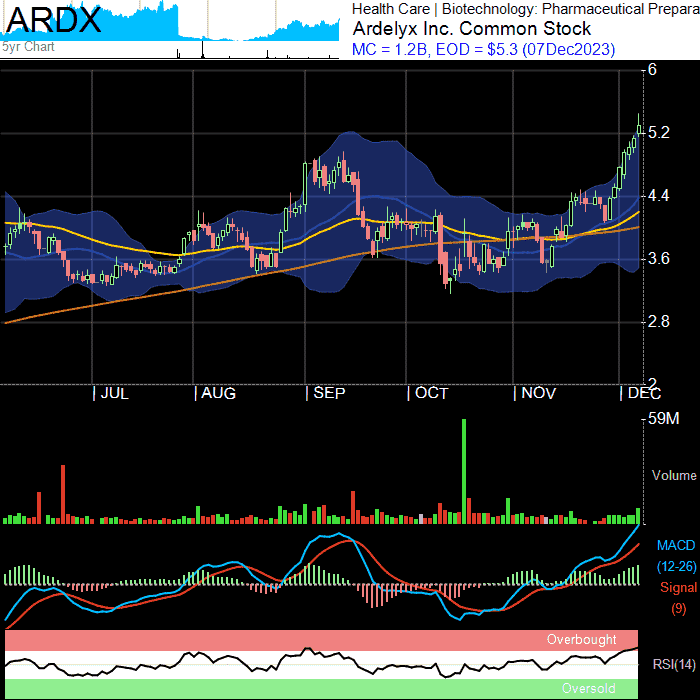 ARDX
5yr Chart
Health Care | Biotechnology: Pharmaceutical Prepara
Ardelyx Inc. Common Stock
MC = 1.2B, EOD = $5.3 (07Dec2023)
6
5.2
4.4
3.6
2.8
2
JUL AUG SEP OCT NOV DEC
59M
Volume
MACD
(12-26)
Signal
(9)
Overbought
RSI(14)
Oversold